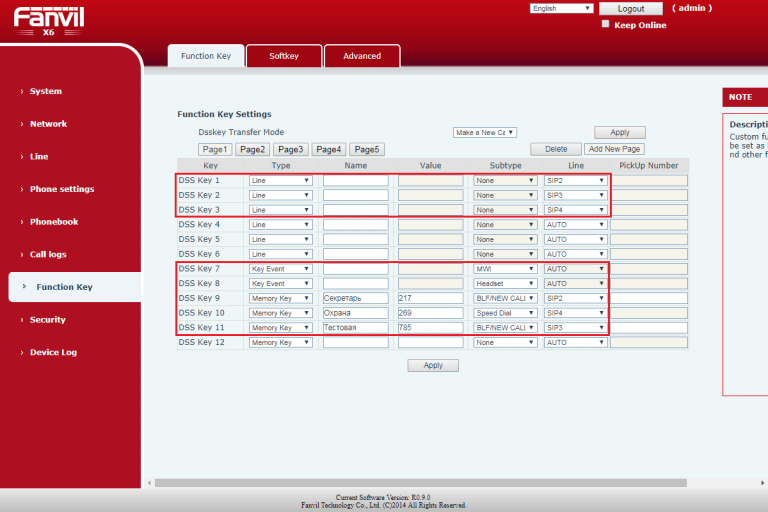 Fanvil
X6
English
Logout
( admin )
Keep Online
Function Key
Softkey
Advanced
› System
› Network
› Line
› Phone settings
› Phonebook
› Call logs
› Function Key
› Security
› Device Log
Function Key Settings
Dsskey Transfer Mode Make a New Ca Apply
Page1 Page2 Page3 Page4 Page5 Delete Add New Page
Key Type Name Value Subtype Line PickUp Number
DSS Key 1 Line None SIP2
DSS Key 2 Line None SIP3
DSS Key 3 Line None SIP4
DSS Key 4 Line None AUTO
DSS Key 5 Line None AUTO
DSS Key 6 Line None AUTO
DSS Key 7 Key Event MWI AUTO
DSS Key 8 Key Event Headset AUTO
DSS Key 9 Memory Key Секретарь 217 BLF/NEW CALL SIP2
DSS Key 10 Memory Key Охрана 269 Speed Dial SIP4
DSS Key 11 Memory Key Тестовая 785 BLF/NEW CALL SIP3
DSS Key 12 Memory Key None AUTO
Apply
NOTE
Descripti
Custom fu
be set as
nd other f
Current Software Version: R0.9.0
Fanvil Technology Co., Ltd. (C)2014 All Rights Reserved.